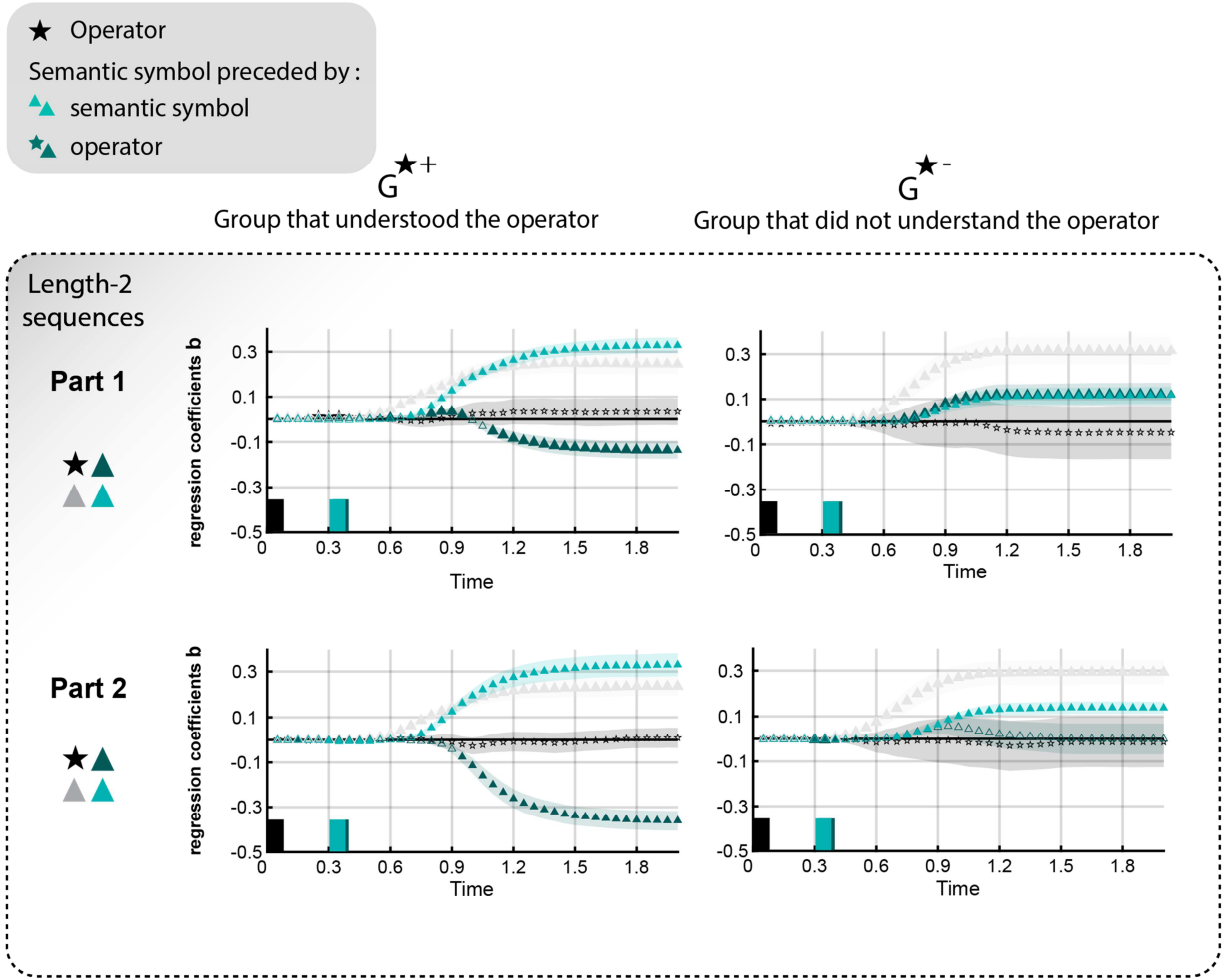 Operator
Semantic symbol preceded by :
semantic symbol
operator
G★+
Group that understood the operator
G★-
Group that did not understand the operator
Length-2
sequences
Part 1
regression coefficients b
0.3
0.1
-0.1
-0.3
-0.5
0 0.3 0.6 0.9 1.2 1.5 1.8
Time
0.3
0.1
-0.1
-0.3
-0.5
0 0.3 0.6 0.9 1.2 1.5 1.8
Time
Part 2
regression coefficients b
0.3
0.1
-0.1
-0.3
-0.5
0 0.3 0.6 0.9 1.2 1.5 1.8
Time
0.3
0.1
-0.1
-0.3
-0.5
0 0.3 0.6 0.9 1.2 1.5 1.8
Time